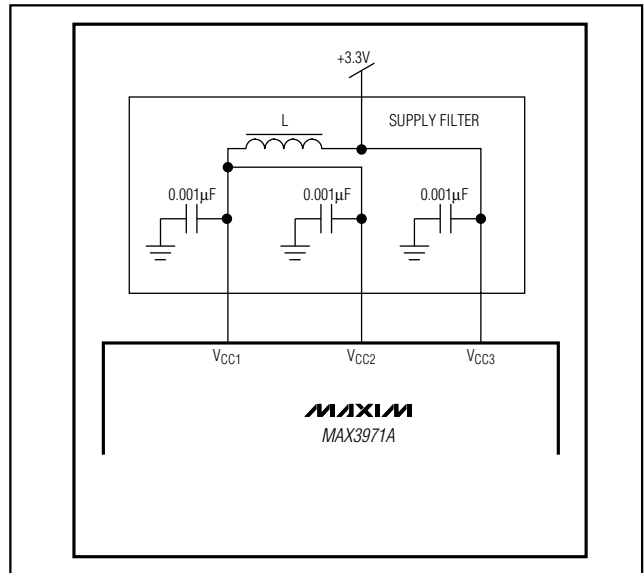 +3.3V
L SUPPLY FILTER
0.001μF 0.001μF 0.001μF
VCC1 VCC2 VCC3
MAXIM
MAX3971A